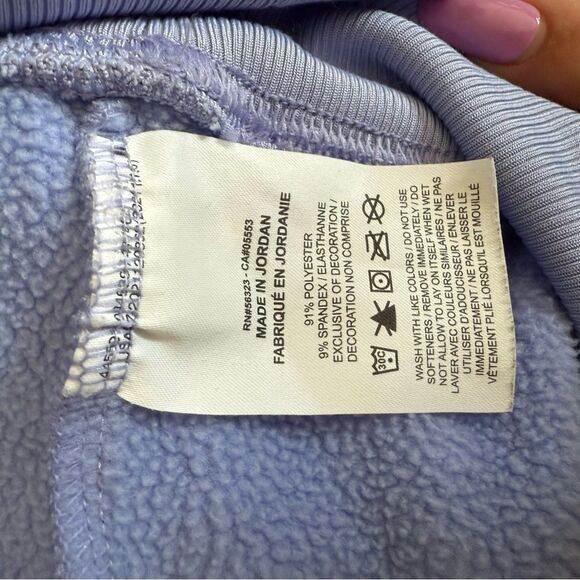 RN#56323 - CA#05553
MADE IN JORDAN
FABRIQUÉ EN JORDANIE
91% POLYESTER
9% SPANDEX / ELASTHANNE
EXCLUSIVE OF DECORATION /
DECORATION NON COMPRISE
30C
WASH WITH LIKE COLORS / DO NOT USE
SOFTENERS / REMOVE IMMEDIATELY / DO
NOT ALLOW TO LAY ON ITSELF WHEN WET
LAVER AVEC COULEURS SIMILAIRES / NE PAS
UTILISER D'ADOUCISSEUR / ENLEVER
IMMEDIATEMENT / NE PAS LAISSER LE
VÊTEMENT PLIÉ LORSQU'IL EST MOUILLÉ